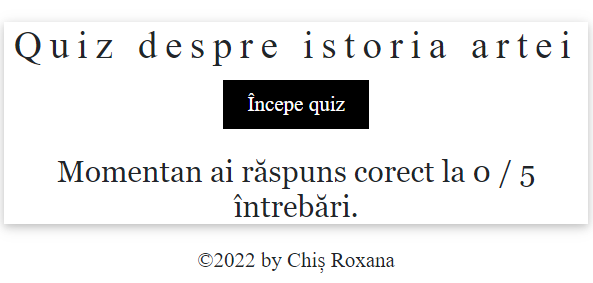 Quiz despre istoria artei
Începe quiz
Momentan ai răspuns corect la 0 / 5
întrebări.
©2022 by Chiș Roxana